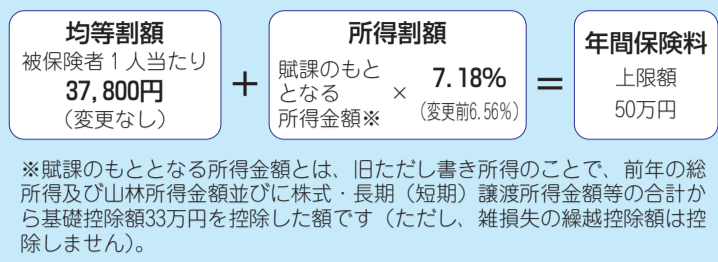 均等割額
被保険者1人当たり
37,800円
(変更なし)
+
所得割額
賦課のもと
となる
所得金額※
×
7.18%
(変更前6.56%)
=
年間保険料
上限額
50万円
※賦課のもととなる所得金額とは、旧ただし書き所得のことで、前年の総
所得及び山林所得金額並びに株式・長期(短期)譲渡所得金額等の合計か
ら基礎控除額33万円を控除した額です(ただし、雑損失の繰越控除額は控
除しません)。